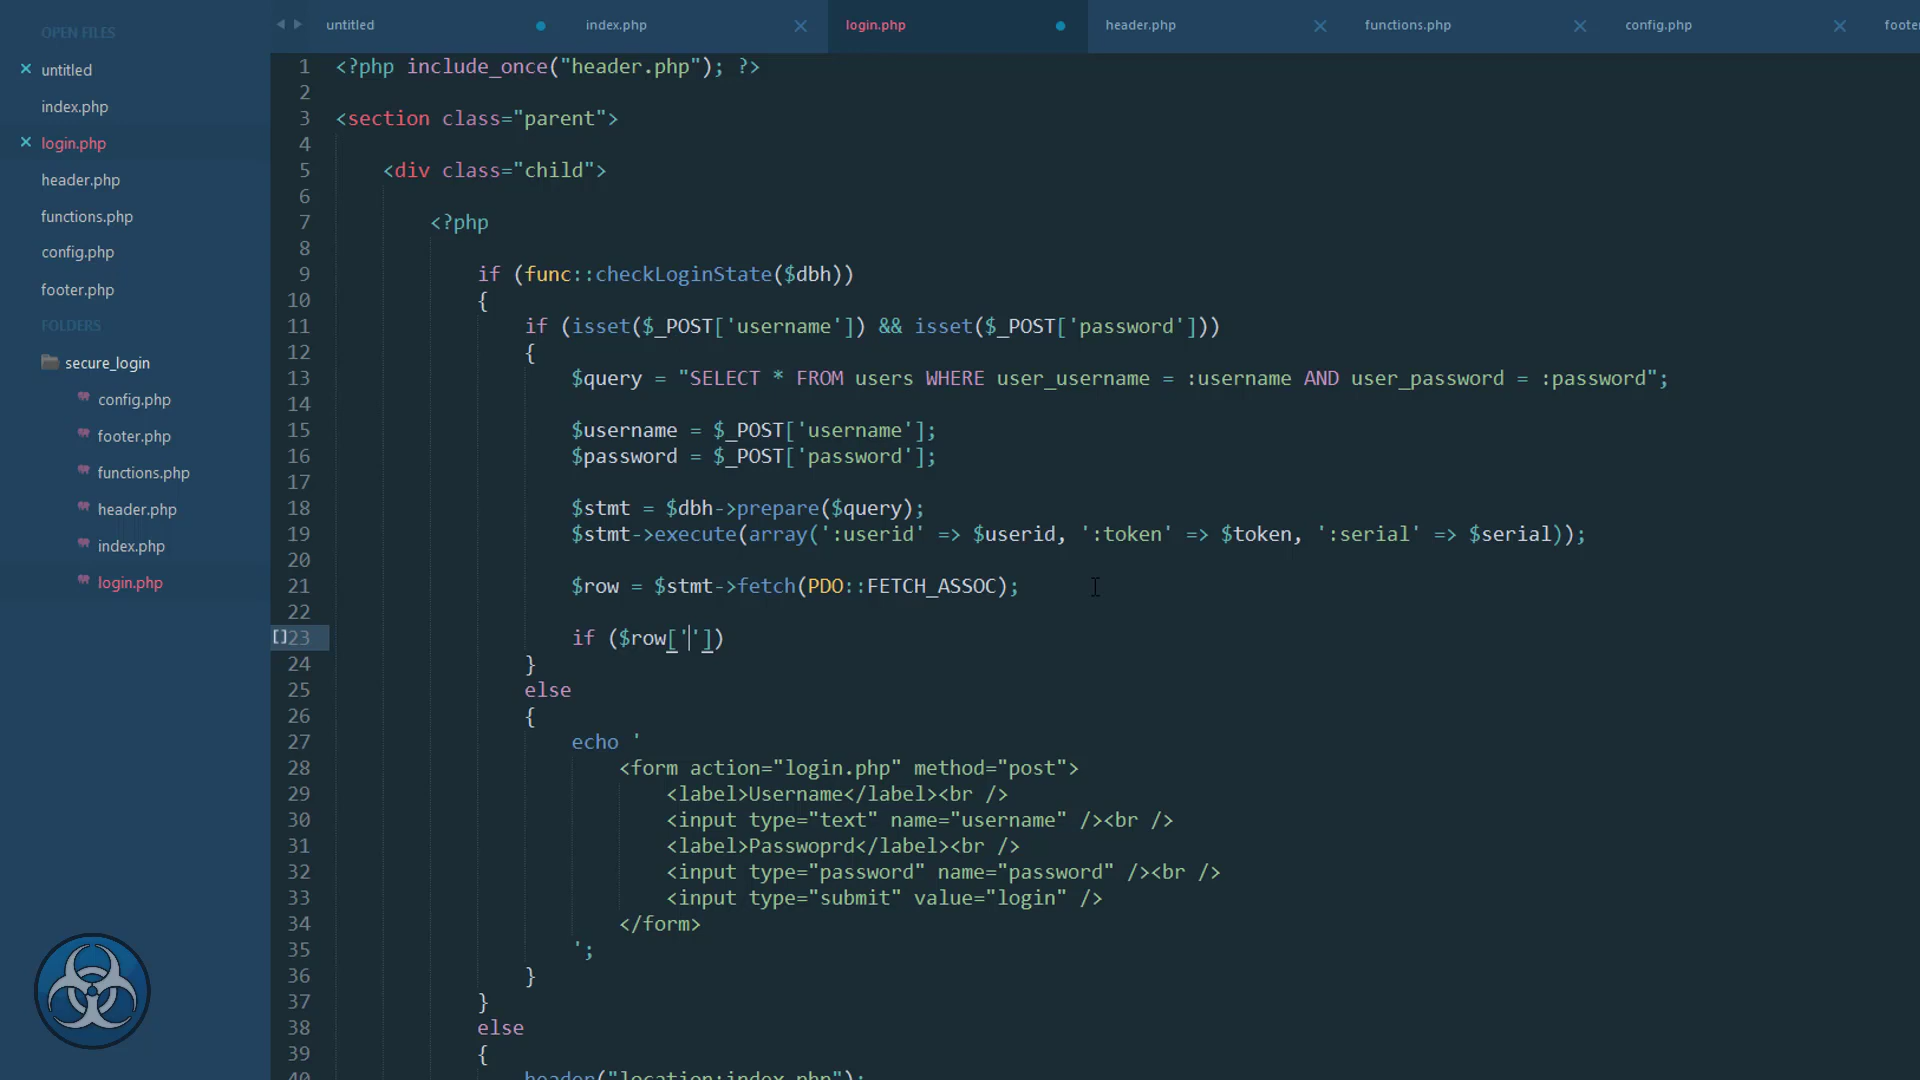 OPEN FILES
untitled
index.php
login.php
header.php
functions.php
config.php
footer.php
FOLDERS
secure_login
config.php
footer.php
functions.php
header.php
index.php
login.php
untitled index.php login.php header.php functions.php config.php footer
1 <?php include_once("header.php"); ?>
2
3 <section class="parent">
4
5 <div class="child">
6
7 <?php
8
9 if (func::checkLoginState($dbh))
10 {
11 if (isset($_POST['username']) && isset($_POST['password']))
12 {
13 $query = "SELECT * FROM users WHERE user_username = :username AND user_password = :password";
14
15 $username = $_POST['username'];
16 $password = $_POST['password'];
17
18 $stmt = $dbh->prepare($query);
19 $stmt->execute(array(':userid' => $userid, ':token' => $token, ':serial' => $serial));
20
21 $row = $stmt->fetch(PDO::FETCH_ASSOC);
22
[]23 if ($row[''])
24 }
25 else
26 {
27 echo '
28 <form action="login.php" method="post">
29 <label>Username</label><br />
30 <input type="text" name="username" /><br />
31 <label>Passwoprd</label><br />
32 <input type="password" name="password" /><br />
33 <input type="submit" value="login" />
34 </form>
35 ';
36 }
37 }
38 else
39 {
40 header("location:index.php");